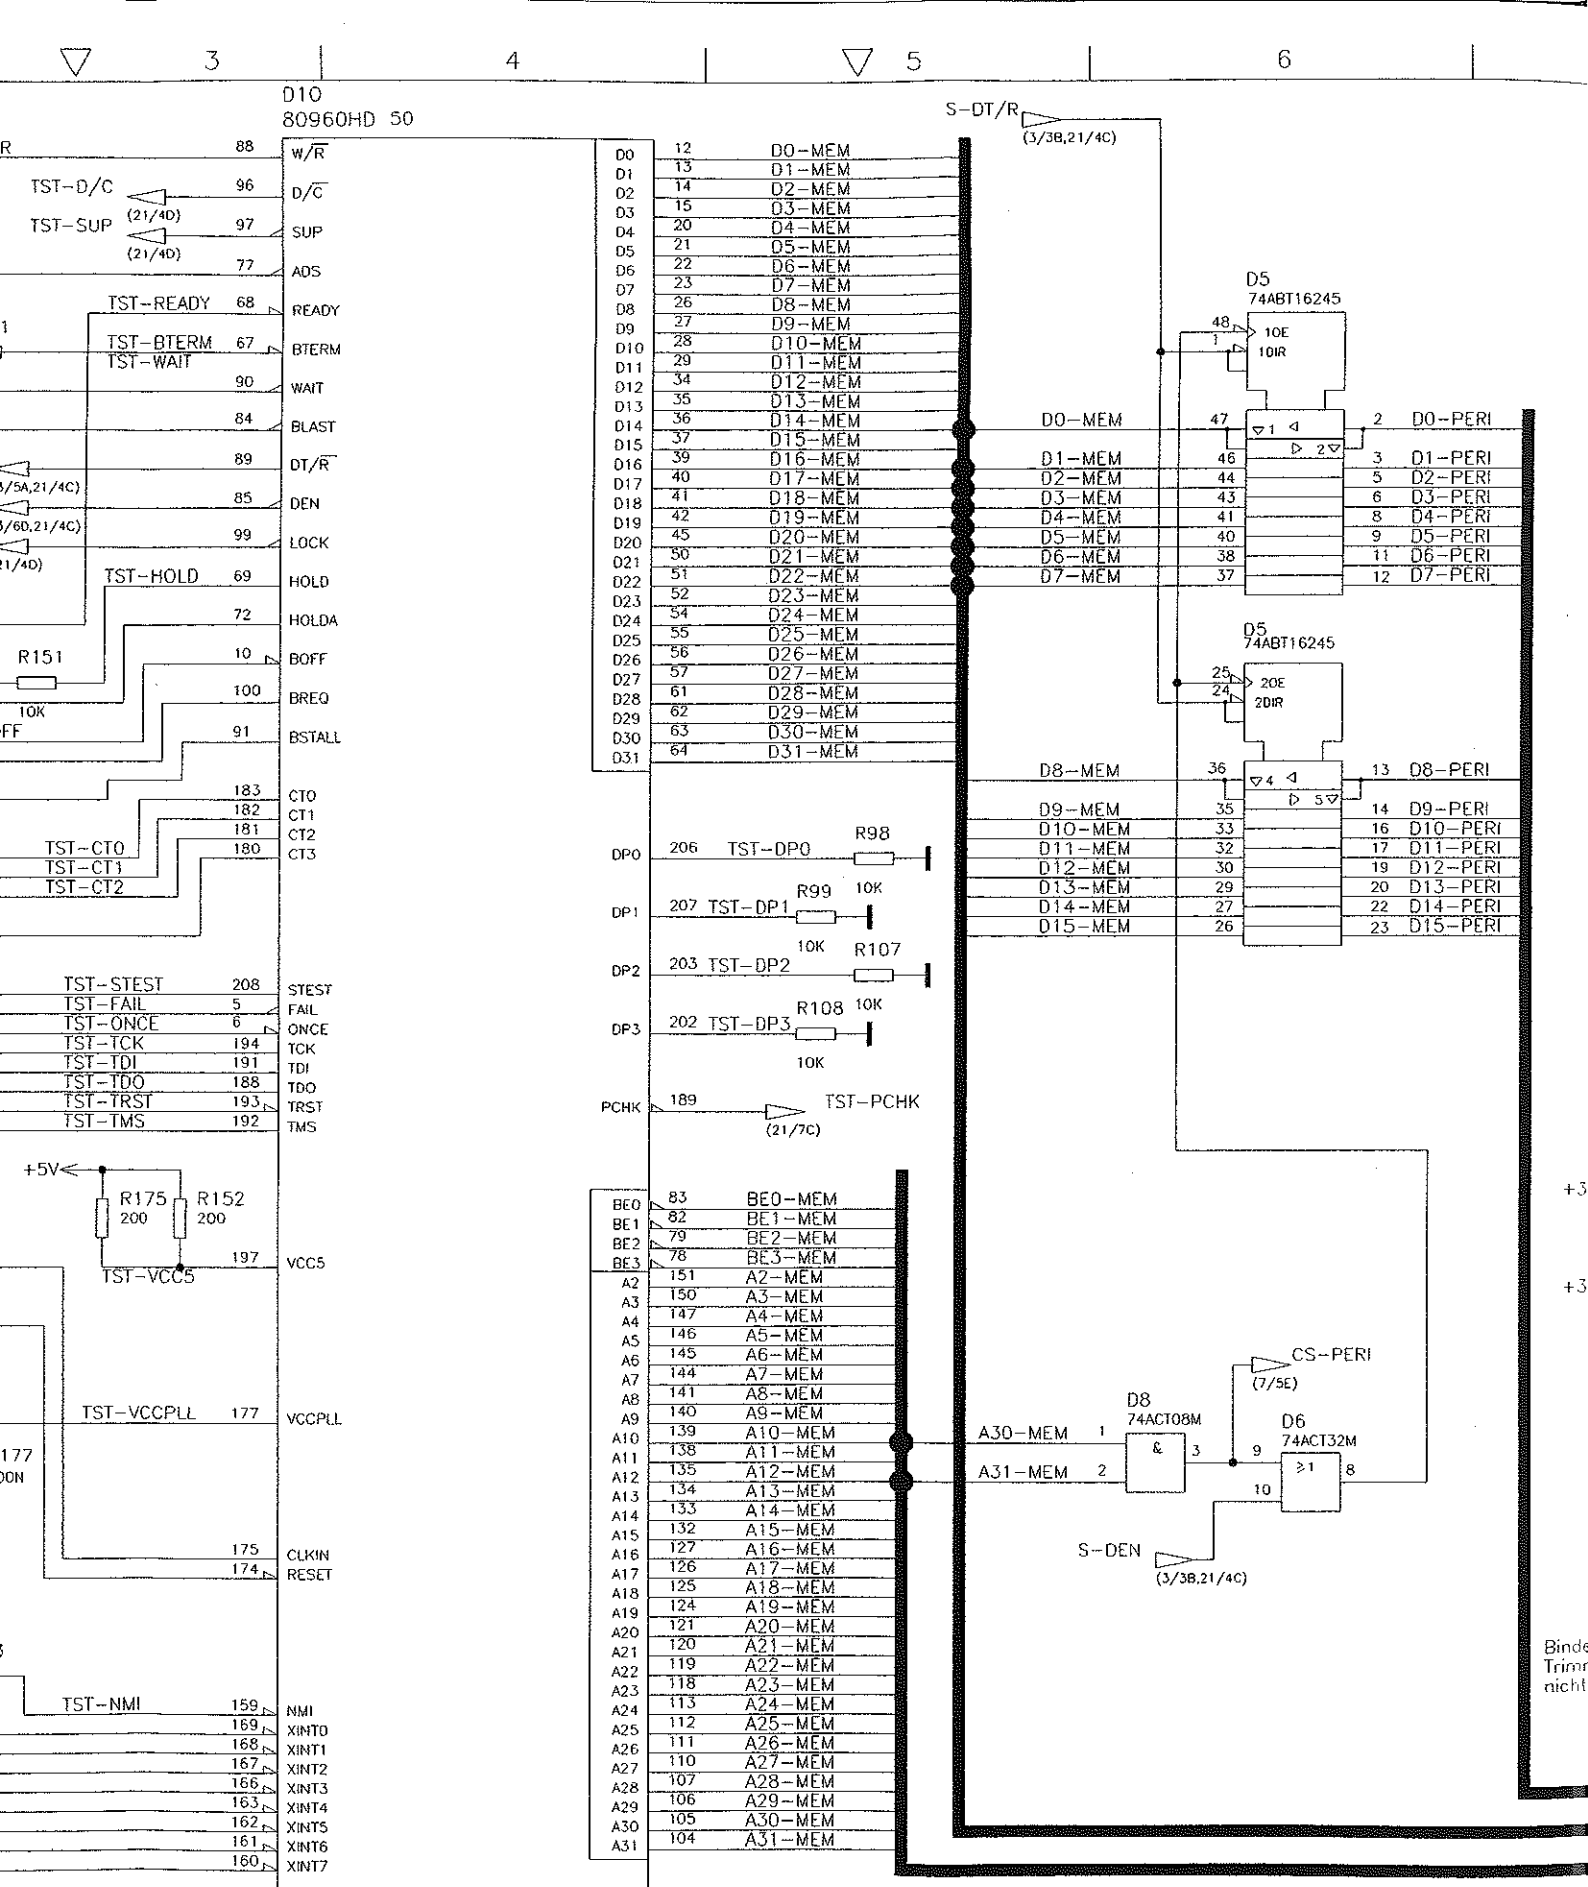 3 4 5 6
D10
80960HD 50
S-DT/R
(3/3B,21/4C)
R 88 W/R
TST-D/C 96 D/C
(21/4D)
TST-SUP 97 SUP
(21/4D)
77 ADS
TST-READY 68 READY
1
TST-BTERM 67 BTERM
TST-WAIT
90 WAIT
84 BLAST
89 DT/R
/5A,21/4C)
85 DEN
/6D,21/4C)
99 LOCK
1/4D)
TST-HOLD 69 HOLD
72 HOLDA
R151
10K
10 BOFF
100 BREQ
FF
91 BSTALL
183 CT0
182 CT1
181 CT2
TST-CT0 180 CT3
TST-CT1
TST-CT2
TST-STEST 208 STEST
TST-FAIL 5 FAIL
TST-ONCE 6 ONCE
TST-TCK 194 TCK
TST-TDI 191 TDI
TST-TDO 188 TDO
TST-TRST 193 TRST
TST-TMS 192 TMS
+5V
R175 R152
200 200
197 VCC5
TST-VCC5
TST-VCCPLL 177 VCCPLL
177
00N
175 CLKIN
174 RESET
TST-NMI 159 NMI
169 XINT0
168 XINT1
167 XINT2
166 XINT3
163 XINT4
162 XINT5
161 XINT6
160 XINT7
D0 12 D0-MEM
D1 13 D1-MEM
D2 14 D2-MEM
D3 15 D3-MEM
D4 20 D4-MEM
D5 21 D5-MEM
D6 22 D6-MEM
D7 23 D7-MEM
D8 26 D8-MEM
D9 27 D9-MEM
D10 28 D10-MEM
D11 29 D11-MEM
D12 34 D12-MEM
D13 35 D13-MEM
D14 36 D14-MEM
D15 37 D15-MEM
D16 39 D16-MEM
D17 40 D17-MEM
D18 41 D18-MEM
D19 42 D19-MEM
D20 45 D20-MEM
D21 50 D21-MEM
D22 51 D22-MEM
D23 52 D23-MEM
D24 54 D24-MEM
D25 55 D25-MEM
D26 56 D26-MEM
D27 57 D27-MEM
D28 61 D28-MEM
D29 62 D29-MEM
D30 63 D30-MEM
D31 64 D31-MEM
DP0 206 TST-DP0 R98
10K
DP1 207 TST-DP1 R99
10K
DP2 203 TST-DP2 R107
10K
DP3 202 TST-DP3 R108
10K
PCHK 189 TST-PCHK
(21/7C)
BE0 83 BE0-MEM
BE1 82 BE1-MEM
BE2 79 BE2-MEM
BE3 78 BE3-MEM
A2 151 A2-MEM
A3 150 A3-MEM
A4 147 A4-MEM
A5 146 A5-MEM
A6 145 A6-MEM
A7 144 A7-MEM
A8 141 A8-MEM
A9 140 A9-MEM
A10 139 A10-MEM
A11 138 A11-MEM
A12 135 A12-MEM
A13 134 A13-MEM
A14 133 A14-MEM
A15 132 A15-MEM
A16 127 A16-MEM
A17 126 A17-MEM
A18 125 A18-MEM
A19 124 A19-MEM
A20 121 A20-MEM
A21 120 A21-MEM
A22 119 A22-MEM
A23 118 A23-MEM
A24 113 A24-MEM
A25 112 A25-MEM
A26 111 A26-MEM
A27 110 A27-MEM
A28 107 A28-MEM
A29 106 A29-MEM
A30 105 A30-MEM
A31 104 A31-MEM
D5
74ABT16245
48 1OE
1 1DIR
D0-MEM 47 1 2 2 D0-PERI
D1-MEM 46 3 D1-PERI
D2-MEM 44 5 D2-PERI
D3-MEM 43 6 D3-PERI
D4-MEM 41 8 D4-PERI
D5-MEM 40 9 D5-PERI
D6-MEM 38 11 D6-PERI
D7-MEM 37 12 D7-PERI
D5
74ABT16245
25 2OE
24 2DIR
D8-MEM 36 4 5 13 D8-PERI
D9-MEM 35 14 D9-PERI
D10-MEM 33 16 D10-PERI
D11-MEM 32 17 D11-PERI
D12-MEM 30 19 D12-PERI
D13-MEM 29 20 D13-PERI
D14-MEM 27 22 D14-PERI
D15-MEM 26 23 D15-PERI
+3
+3
CS-PERI
(7/5E)
D8
74ACT08M
A30-MEM 1 & 3
A31-MEM 2
D6
74ACT32M
9 ≥1 8
10
S-DEN
(3/3B,21/4C)
Binde
Trimm
nicht